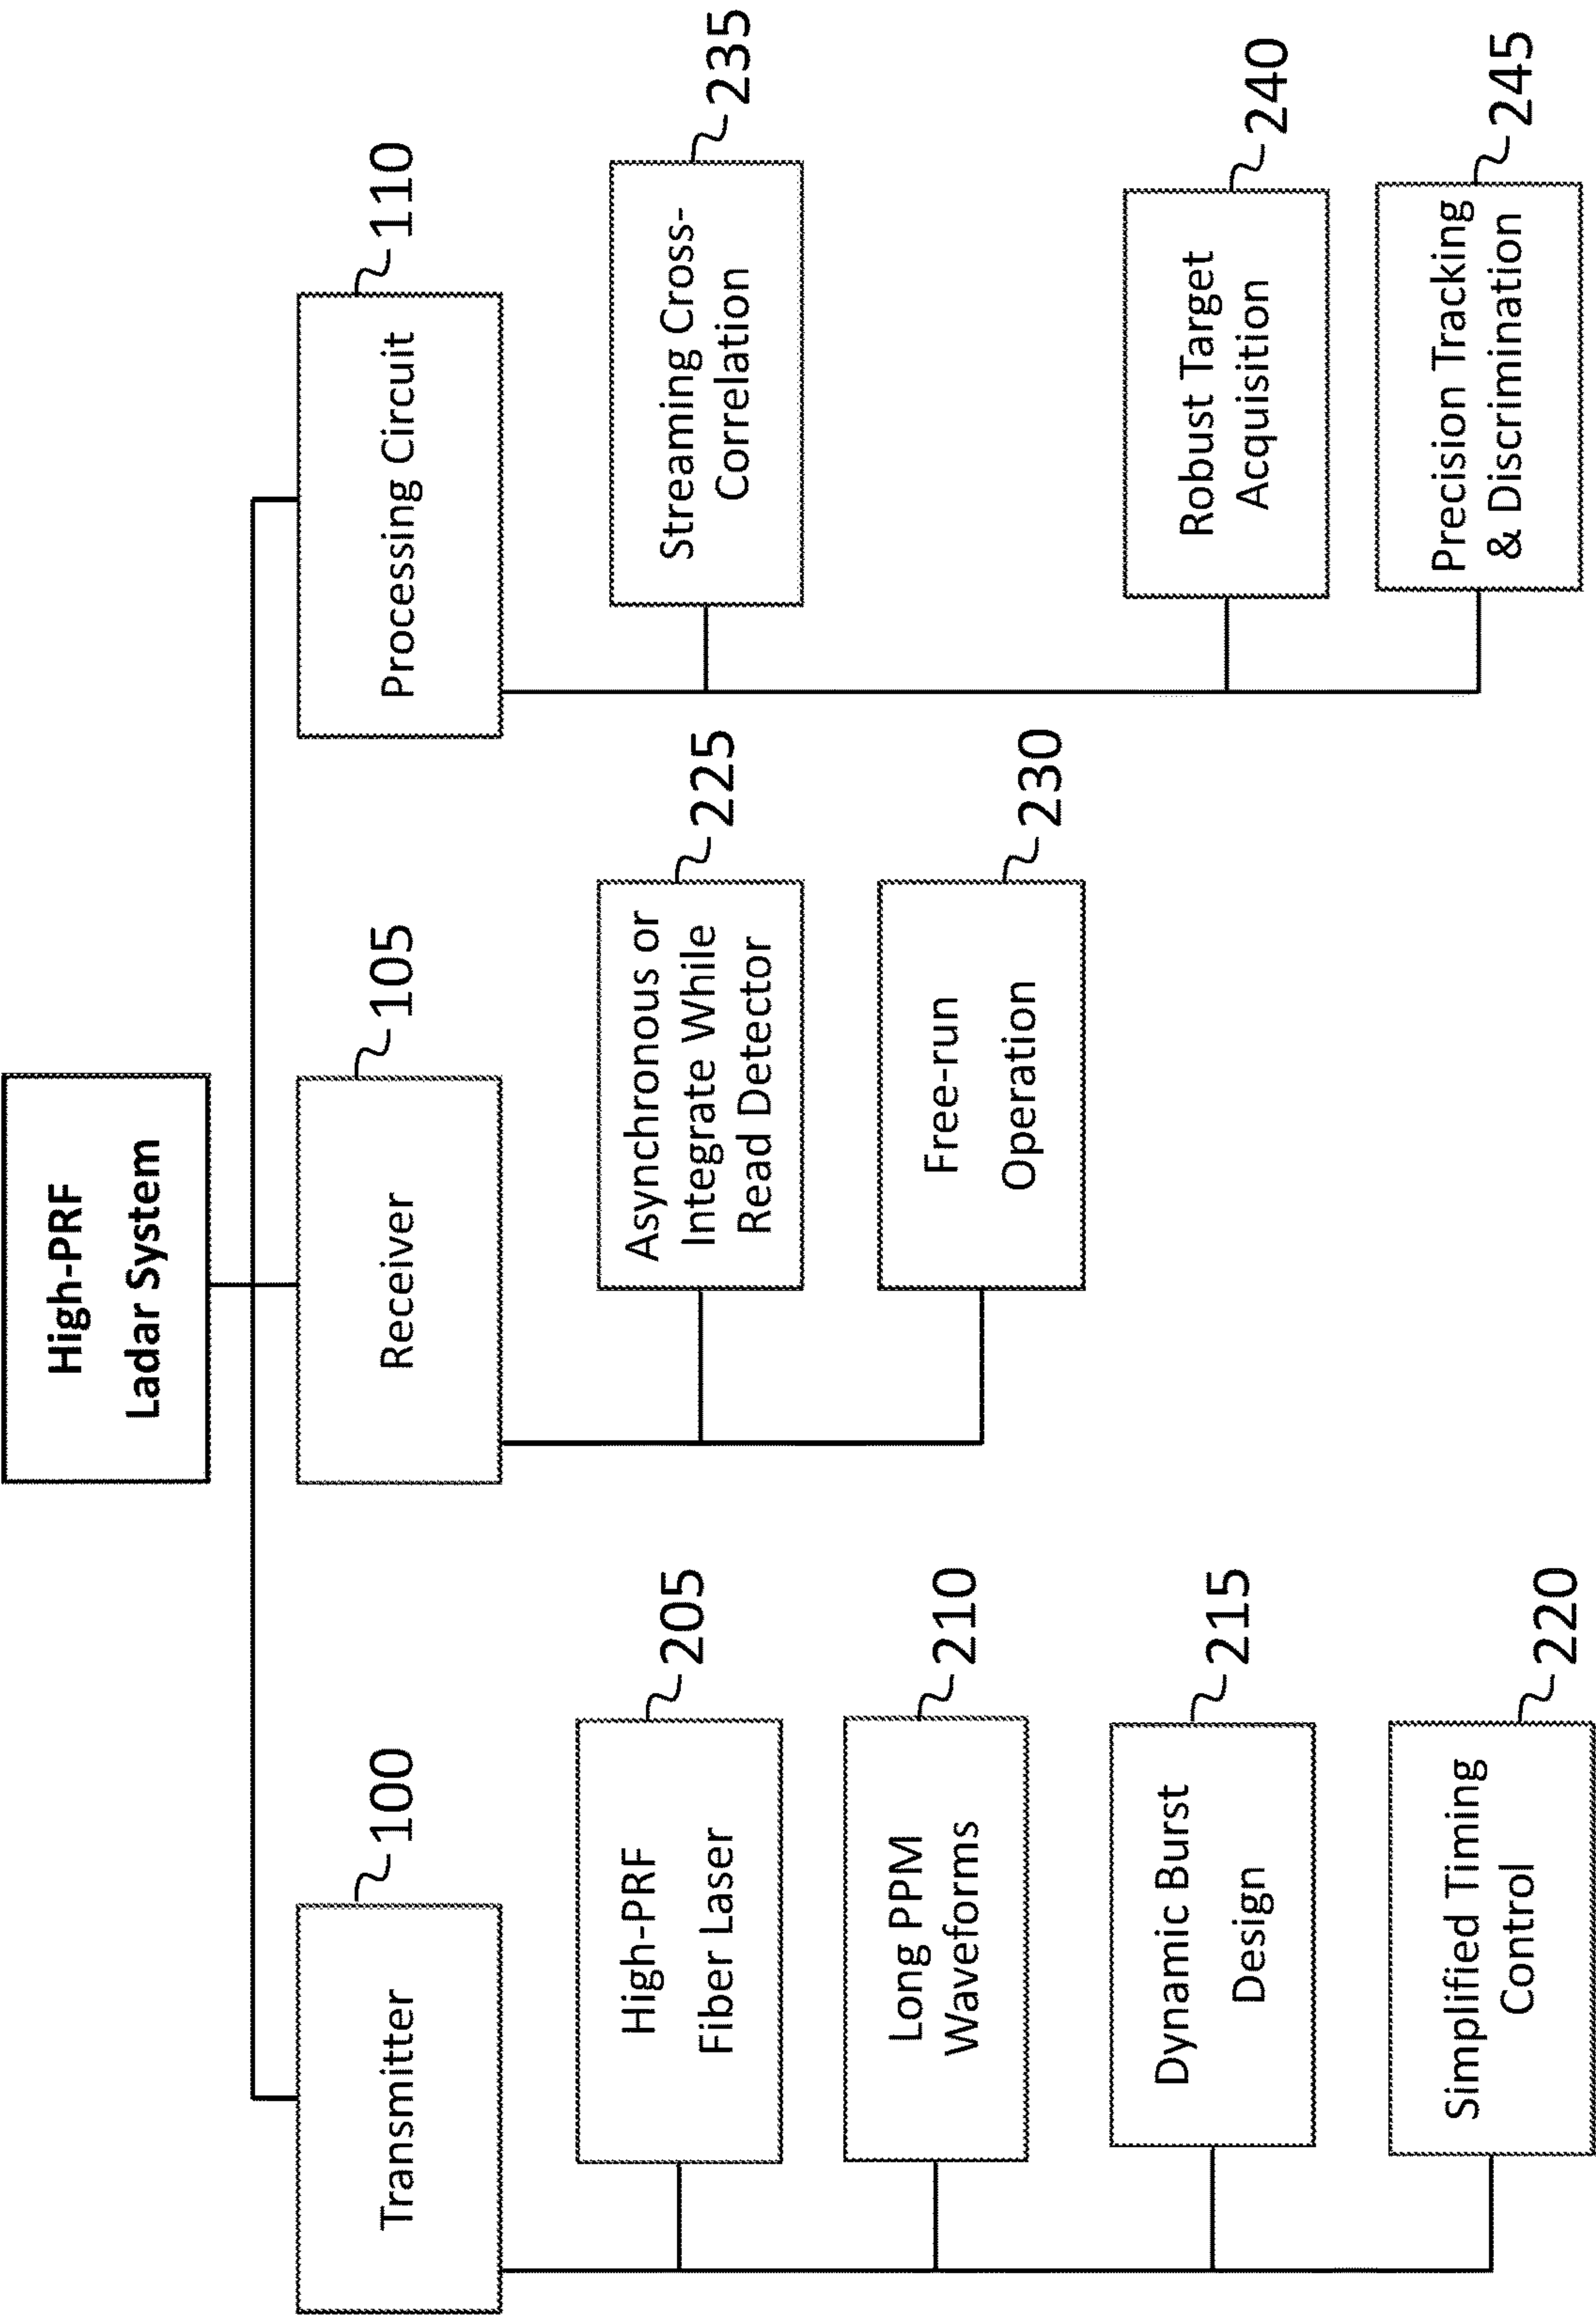 High-PRF
Ladar System
Transmitter
100
High-PRF
Fiber Laser
205
Long PPM
Waveforms
210
Dynamic Burst
Design
215
Simplified Timing
Control
220
Receiver
105
Asynchronous or
Integrate While
Read Detector
225
Free-run
Operation
230
Processing Circuit
110
Streaming Cross-
Correlation
235
Robust Target
Acquisition
240
Precision Tracking
& Discrimination
245